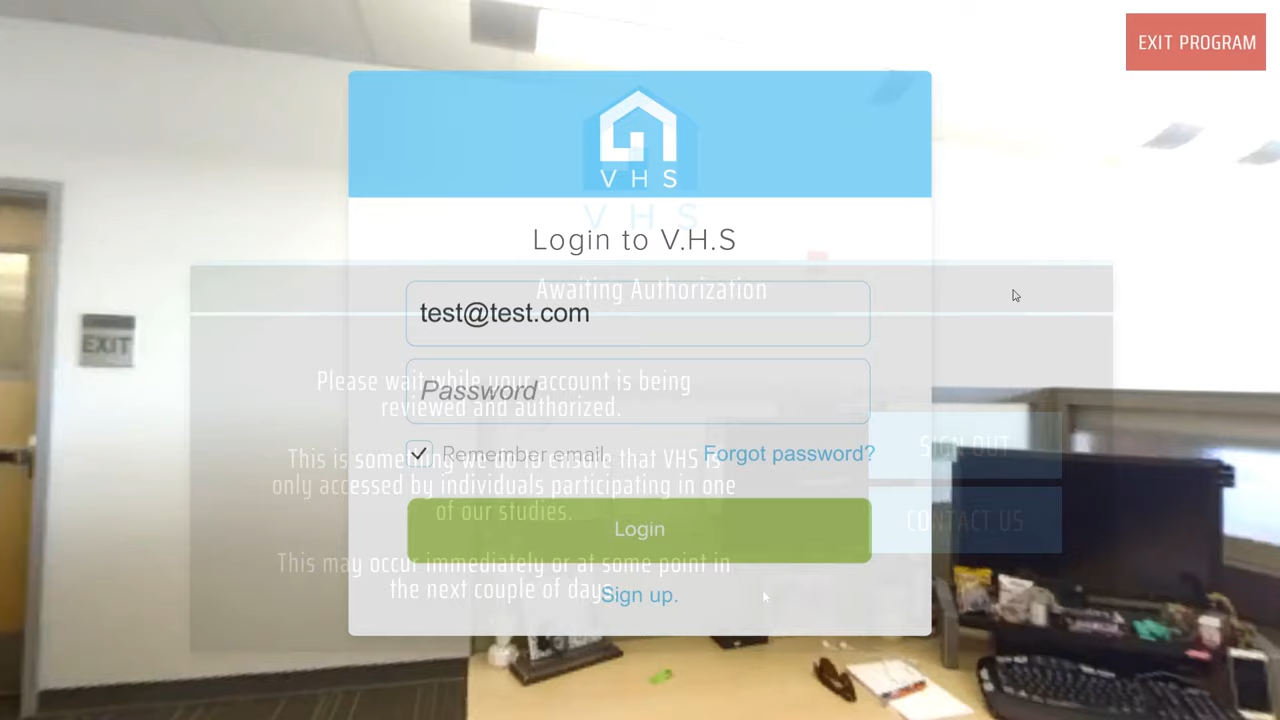 EXIT PROGRAM
VHS
VHS
Login to V.H.S
Awaiting Authorization
test@test.com
EXIT
Please wait while your account is being
reviewed and authorized.
Password
Remember email
Forgot password?
SIGN OUT
This is something we do to ensure that VHS is
only accessed by individuals participating in one
of our studies.
CONTACT US
Login
This may occur immediately or at some point in
the next couple of days.
Sign up.